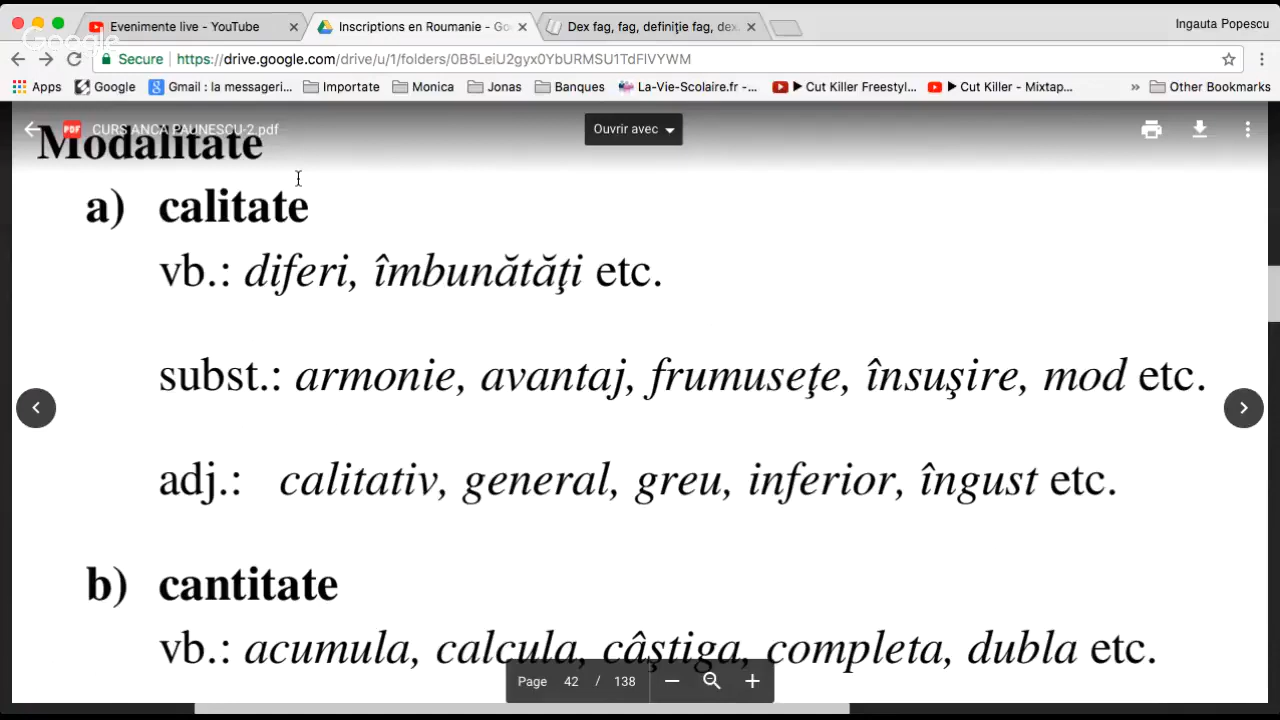 Evenimente live - YouTube
Inscriptions en Roumanie - Go
Dex fag, fag, definiţie fag, dex.
Ingauta Popescu
Google
Secure
https://drive.google.com/drive/u/1/folders/0B5LeiU2gyx0YbURMSU1TdFlVYWM
Apps
Google
Gmail : la messageri...
Importate
Monica
Jonas
Banques
La-Vie-Scolaire.fr -...
Cut Killer Freestyl...
Cut Killer - Mixtap...
»
Other Bookmarks
PDF
CURS ANCA PAUNESCU-2.pdf
Ouvrir avec
Modalitate
a) calitate
vb.: diferi, îmbunătăţi etc.
subst.: armonie, avantaj, frumuseţe, însuşire, mod etc.
adj.: calitativ, general, greu, inferior, îngust etc.
b) cantitate
vb.: acumula, calcula, câştiga, completa, dubla etc.
Page 42 / 138